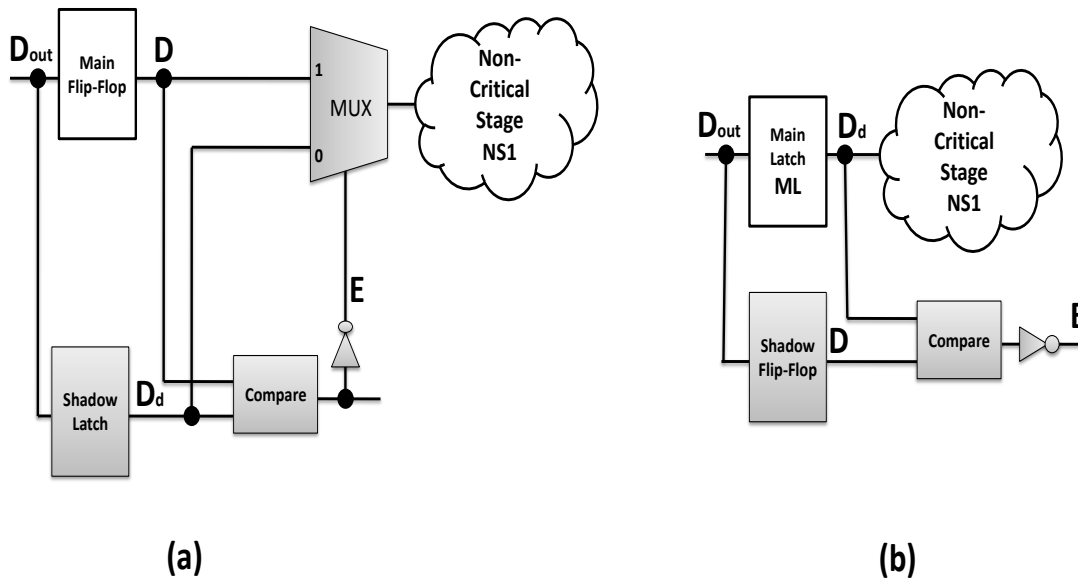 Dout
Main
Flip-Flop
D
1
MUX
0
Non-
Critical
Stage
NS1
E
Shadow
Latch
Dd
Compare
(a)
Dout
Main
Latch
ML
Dd
Non-
Critical
Stage
NS1
Shadow
Flip-Flop
D
Compare
E
(b)